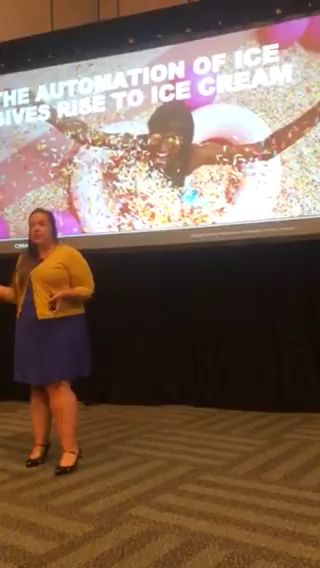 THE AUTOMATION OF ICE
GIVES RISE TO ICE CREAM